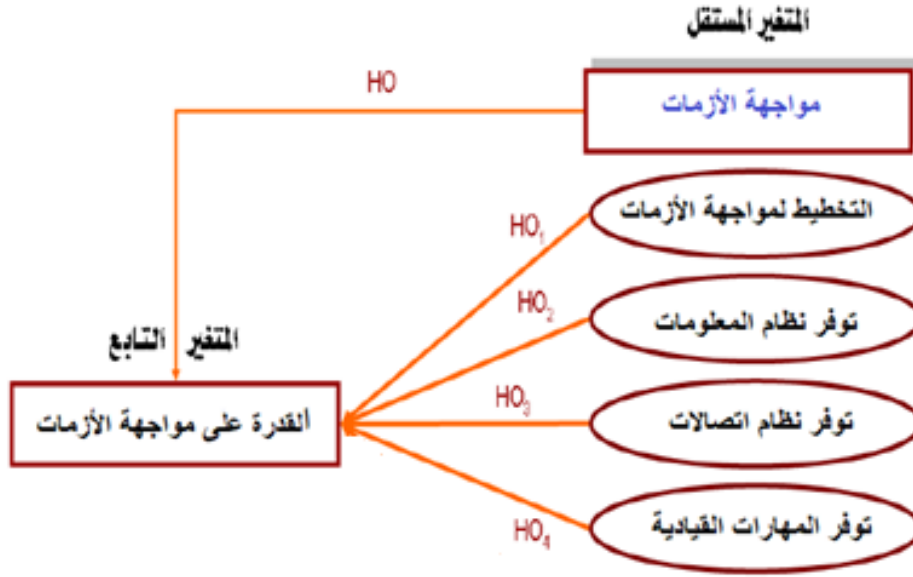 المتغير المستقل
مواجهة الأزمات
HO
التخطيط لمواجهة الأزمات
HO1
توفر نظام المعلومات
HO2
المتغير التابع
ألقدرة على مواجهة الأزمات
HO3
توفر نظام اتصالات
توفر المهارات القيادية
HO4